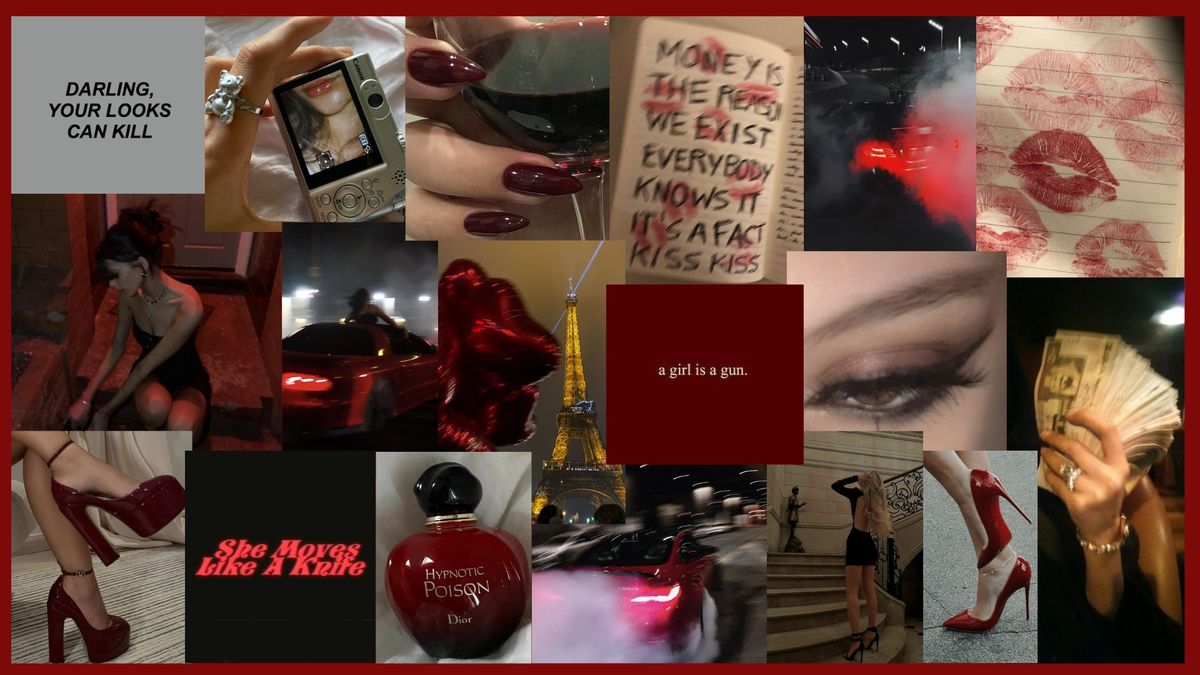 DARLING,
YOUR LOOKS
CAN KILL
Canon
MONEY IS
THE REASON
WE EXIST
EVERYBODY
KNOWS IT
IT'S A FACT
KISS KISS
a girl is a gun.
She Moves
Like A Knife
HYPNOTIC
POISON
Dior